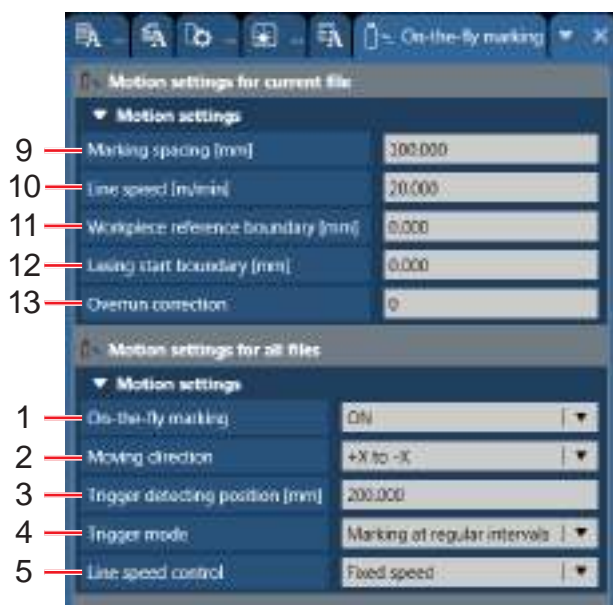 On-the-fly marking
Motion settings for current file
Motion settings
9 Marking spacing [mm] 100.000
10 Line speed [m/min] 20.000
11 Workpiece reference boundary [mm] 0.000
12 Lasing start boundary [mm] 0.000
13 Overrun correction 0
Motion settings for all files
Motion settings
1 On-the-fly marking ON
2 Moving direction +X to -X
3 Trigger detecting position [mm] 200.000
4 Trigger mode Marking at regular intervals
5 Line speed control Fixed speed